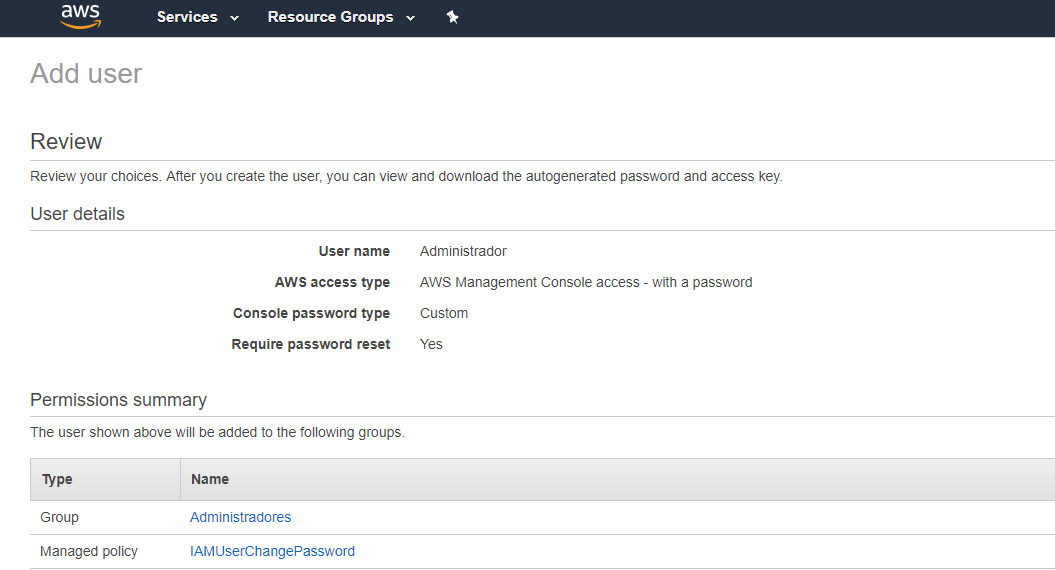 aws Services Resource Groups
Add user
Review
Review your choices. After you create the user, you can view and download the autogenerated password and access key.
User details
User name Administrador
AWS access type AWS Management Console access - with a password
Console password type Custom
Require password reset Yes
Permissions summary
The user shown above will be added to the following groups.
Type Name
Group Administradores
Managed policy IAMUserChangePassword